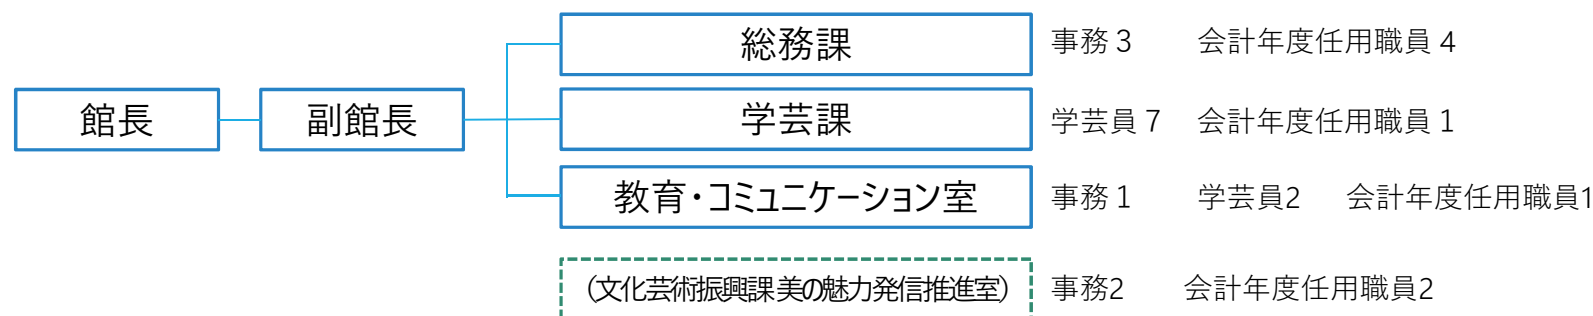 総務課 事務３ 会計年度任用職員４
館長 副館長 学芸課 学芸員７ 会計年度任用職員１
教育・コミュニケーション室 事務１ 学芸員2 会計年度任用職員1
（文化芸術振興課 美の魅力発信推進室） 事務2 会計年度任用職員2